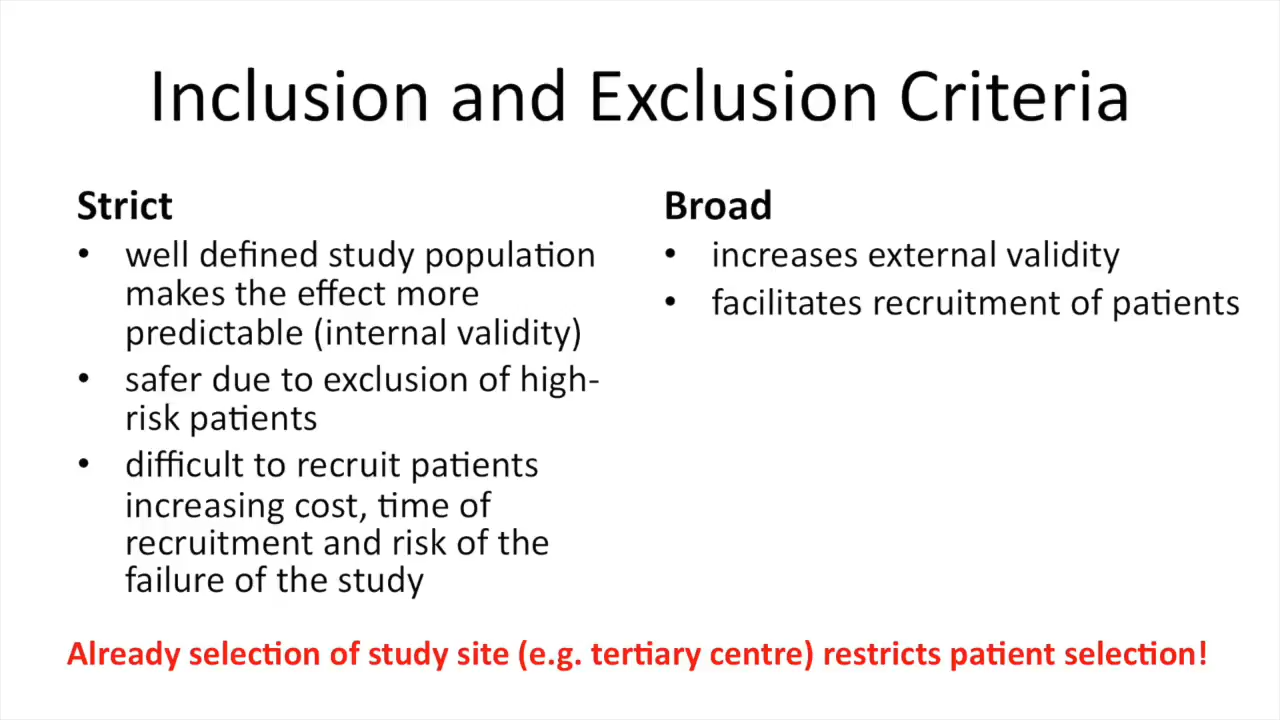 Inclusion and Exclusion Criteria
Strict
• well defined study population
makes the effect more
predictable (internal validity)
• safer due to exclusion of high-
risk patients
• difficult to recruit patients
increasing cost, time of
recruitment and risk of the
failure of the study
Broad
• increases external validity
• facilitates recruitment of patients
Already selection of study site (e.g. tertiary centre) restricts patient selection!